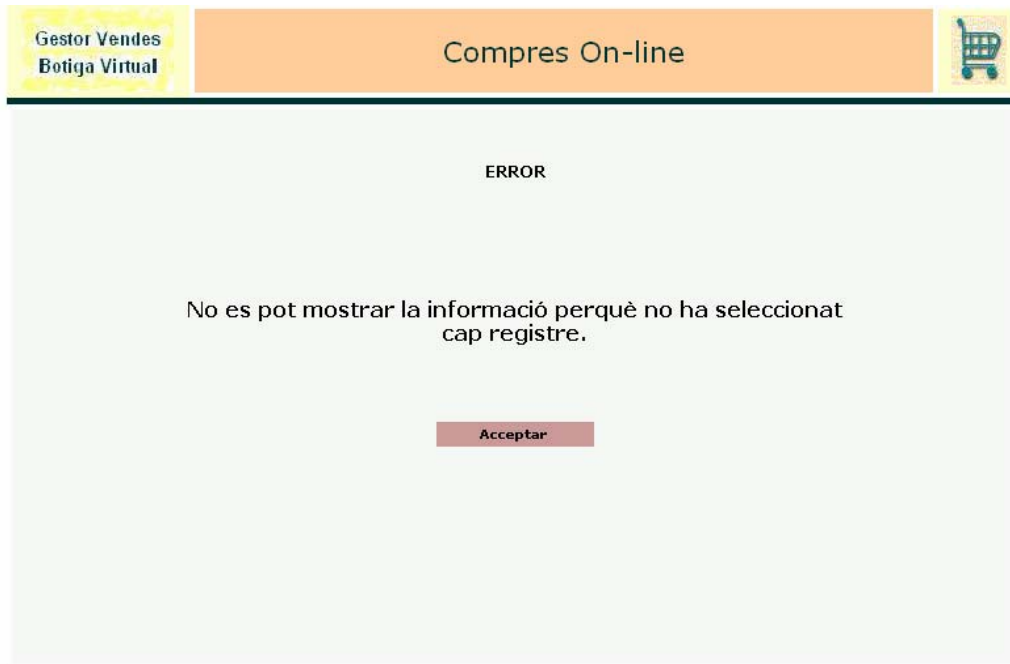 Gestor Vendes
Botiga Virtual
Compres On-line
ERROR
No es pot mostrar la informació perquè no ha seleccionat
cap registre.
Acceptar